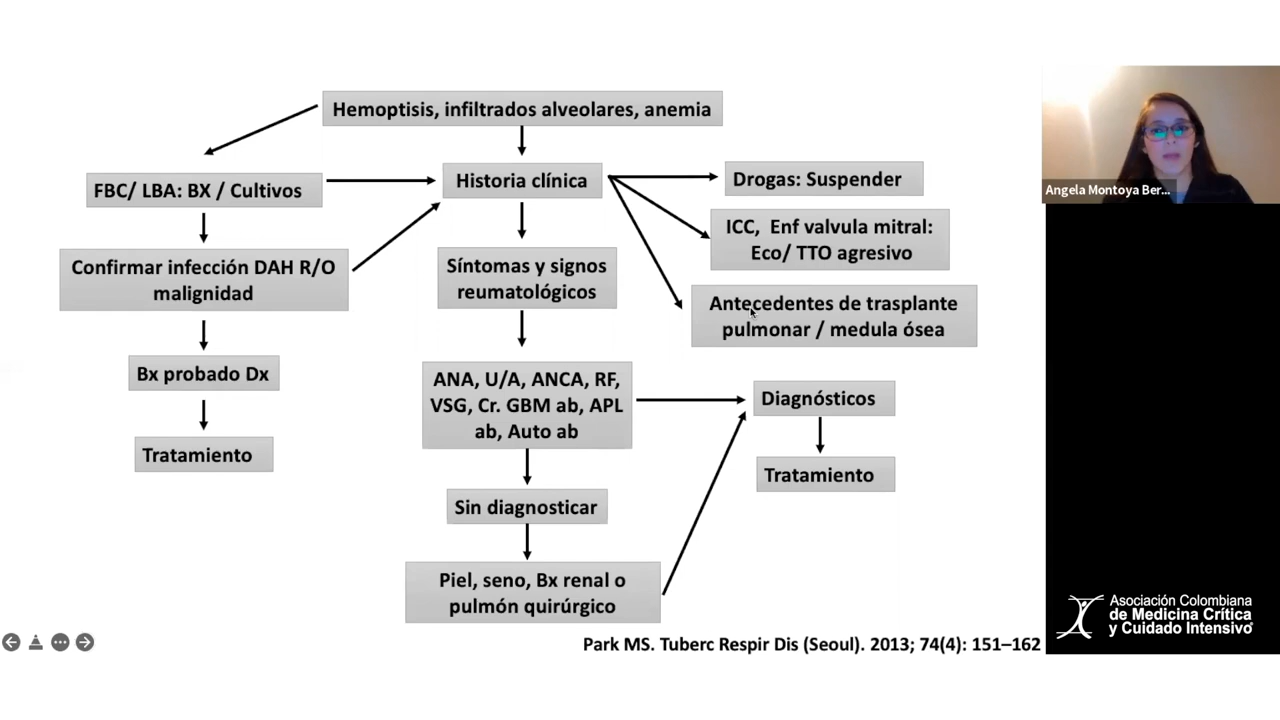 Hemoptisis, infiltrados alveolares, anemia
FBC/ LBA: BX / Cultivos
Confirmar infección DAH R/O
malignidad
Bx probado Dx
Tratamiento
Historia clínica
Síntomas y signos
reumatológicos
ANA, U/A, ANCA, RF,
VSG, Cr. GBM ab, APL
ab, Auto ab
Sin diagnosticar
Piel, seno, Bx renal o
pulmón quirúrgico
Drogas: Suspender
ICC, Enf valvula mitral:
Eco/ TTO agresivo
Antecedentes de trasplante
pulmonar / medula ósea
Diagnósticos
Tratamiento
Park MS. Tuberc Respir Dis (Seoul). 2013; 74(4): 151–162
Angela Montoya Ber...
Asociación Colombiana
de Medicina Crítica
y Cuidado Intensivo